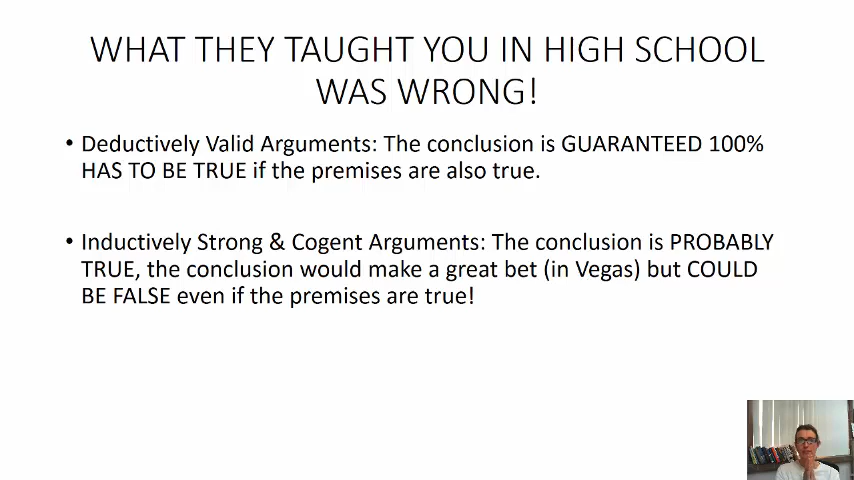 WHAT THEY TAUGHT YOU IN HIGH SCHOOL
WAS WRONG!
• Deductively Valid Arguments: The conclusion is GUARANTEED 100%
HAS TO BE TRUE if the premises are also true.
• Inductively Strong & Cogent Arguments: The conclusion is PROBABLY
TRUE, the conclusion would make a great bet (in Vegas) but COULD
BE FALSE even if the premises are true!